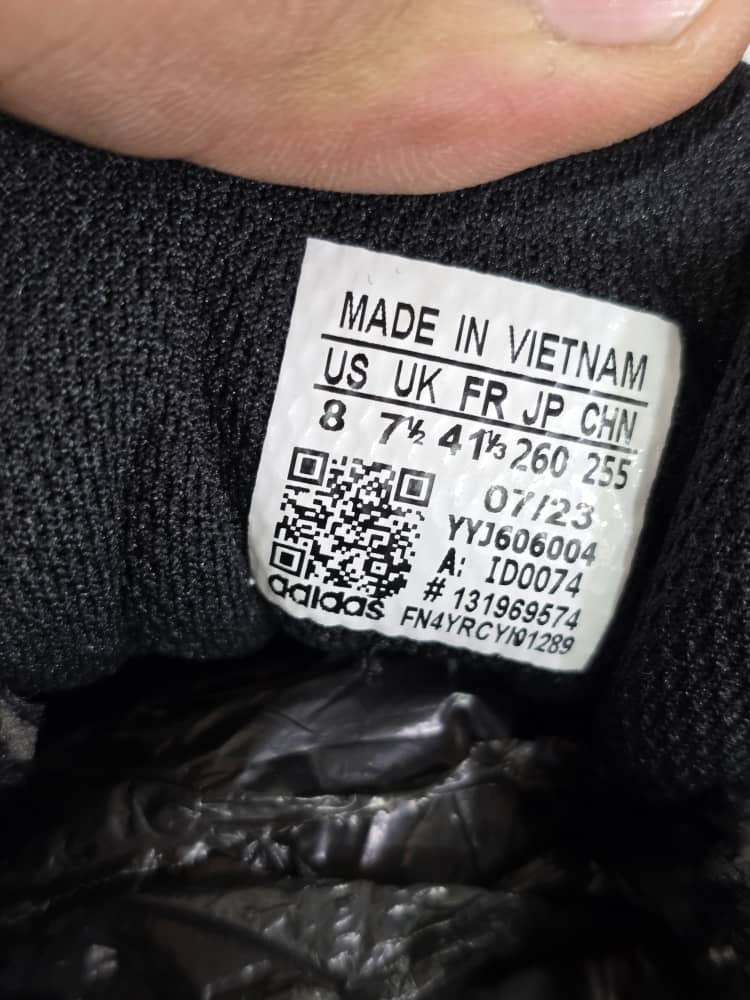 MADE IN VIETNAM
US UK FR JP CHN
8 7½ 41⅓ 260 255
07/23
YYJ606004
A: ID0074
# 131969574
adidas